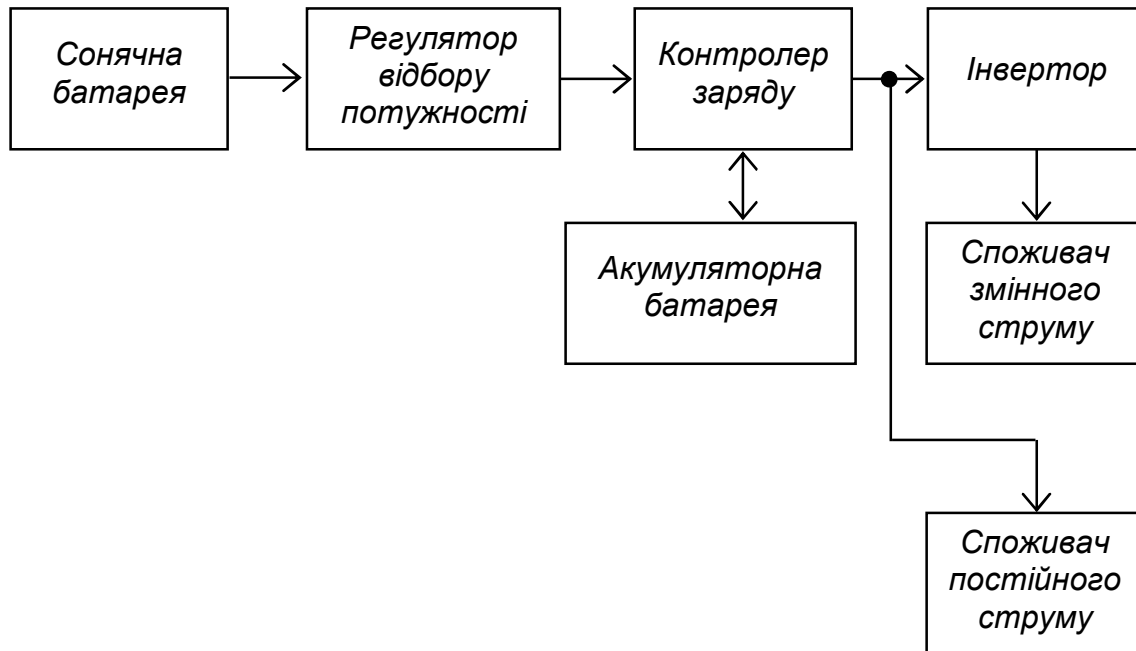 Сонячна
батарея
Регулятор
відбору
потужності
Контролер
заряду
Інвертор
Акумуляторна
батарея
Споживач
змінного
струму
Споживач
постійного
струму